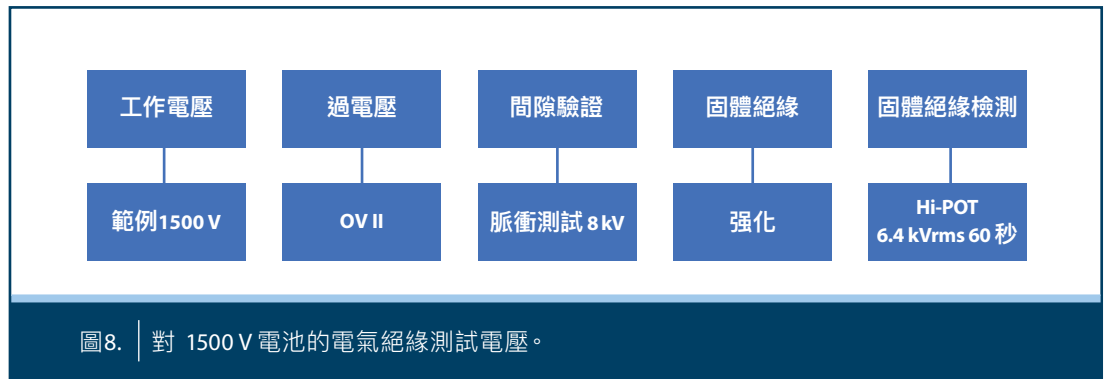 工作電壓
過電壓
間隙驗證
固體絕緣
固體絕緣檢測
範例1500 V
OV II
脈衝測試 8 kV
强化
Hi-POT
6.4 kVrms 60 秒
圖8. 對 1500 V 電池的電氣絕緣測試電壓。